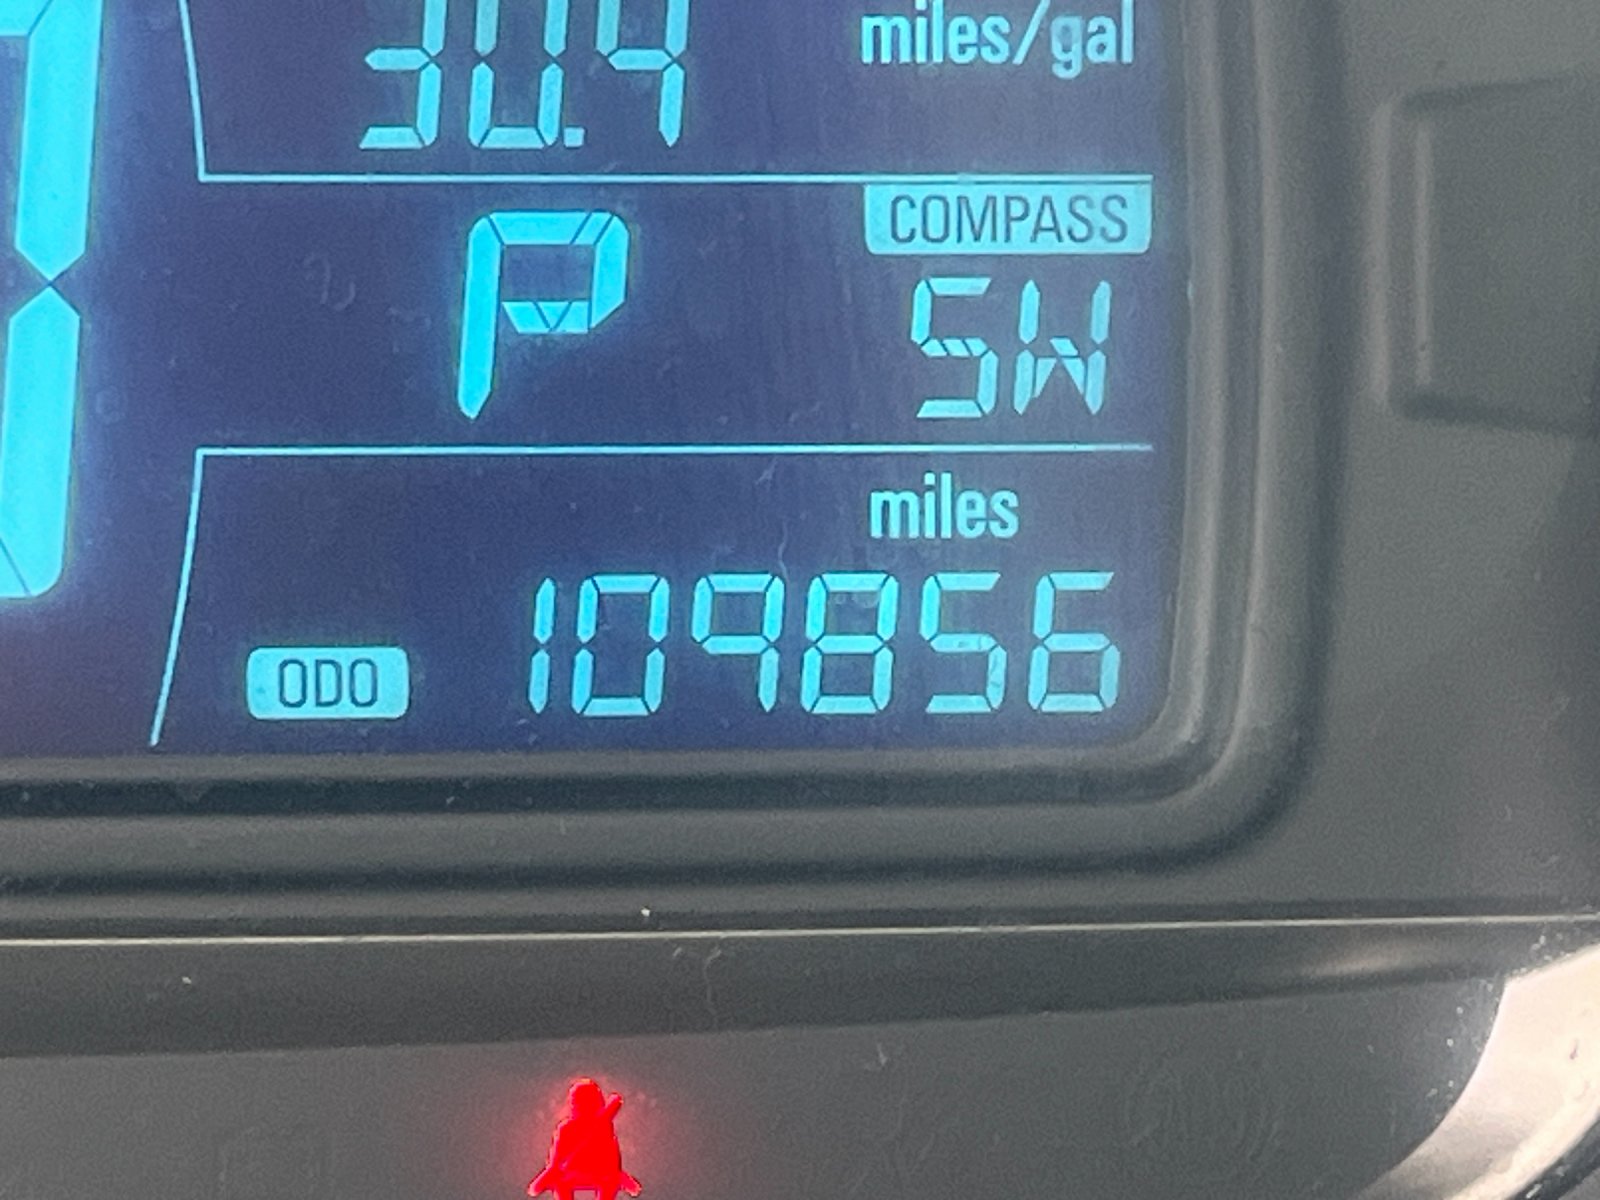 30.4 miles/gal
COMPASS
P SW
miles
ODO 109856